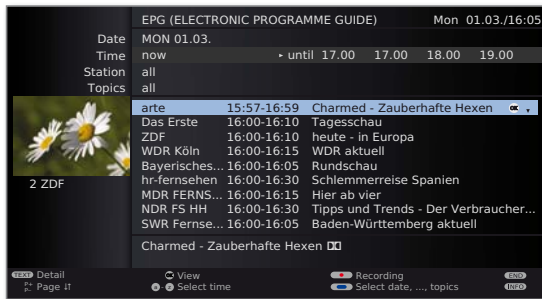 EPG (ELECTRONIC PROGRAMME GUIDE) Mon 01.03./16:05
Date MON 01.03.
Time now ▸ until 17.00 17.00 18.00 19.00
Station all
Topics all
arte 15:57-16:59 Charmed - Zauberhafte Hexen OK
Das Erste 16:00-16:10 Tagesschau
ZDF 16:00-16:10 heute - in Europa
WDR Köln 16:00-16:15 WDR aktuell
Bayerisches... 16:00-16:05 Rundschau
hr-fernsehen 16:00-16:30 Schlemmerreise Spanien
MDR FERNS... 16:00-16:15 Hier ab vier
NDR FS HH 16:00-16:30 Tipps und Trends - Der Verbraucher...
SWR Fernse... 16:00-16:05 Baden-Württemberg aktuell
2 ZDF
Charmed - Zauberhafte Hexen
TEXT Detail OK View Recording END
P+ P- Page Select time Select date, ..., topics INFO